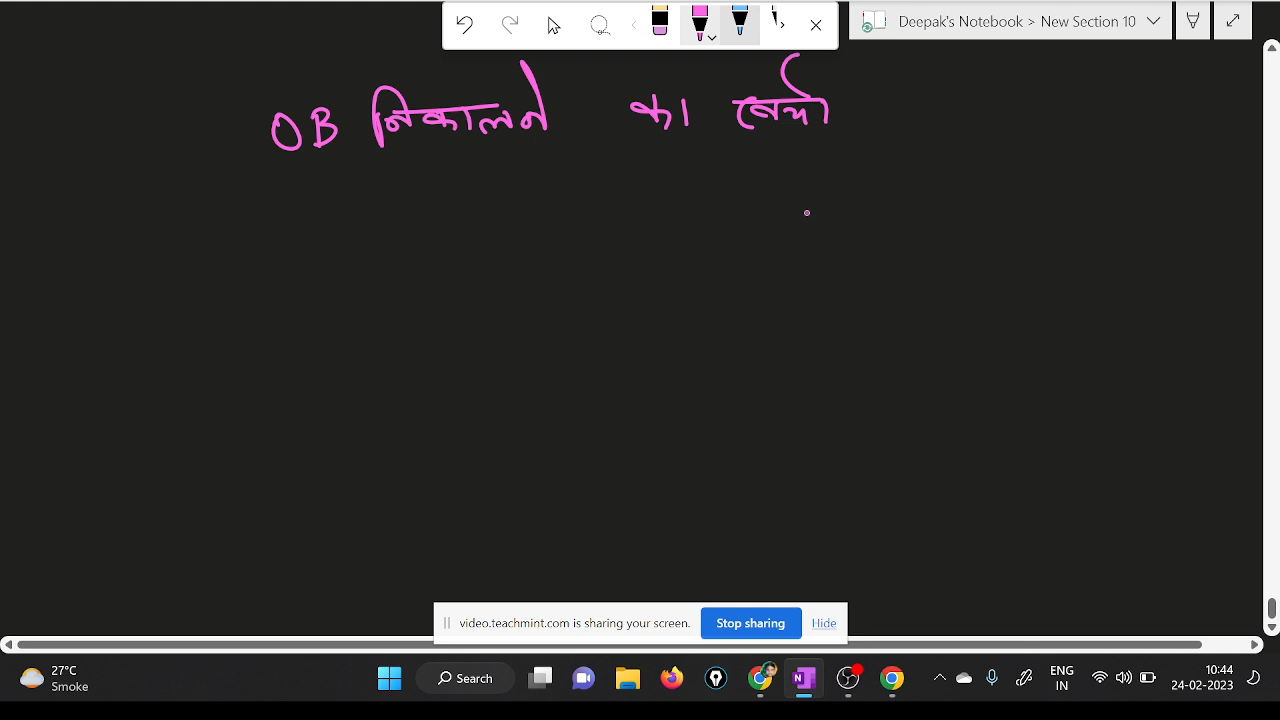 Deepak's Notebook > New Section 10
OB निकालने का
video.teachmint.com is sharing your screen. Stop sharing Hide
27°C
Smoke
Search
ENG
IN
10:44
24-02-2023